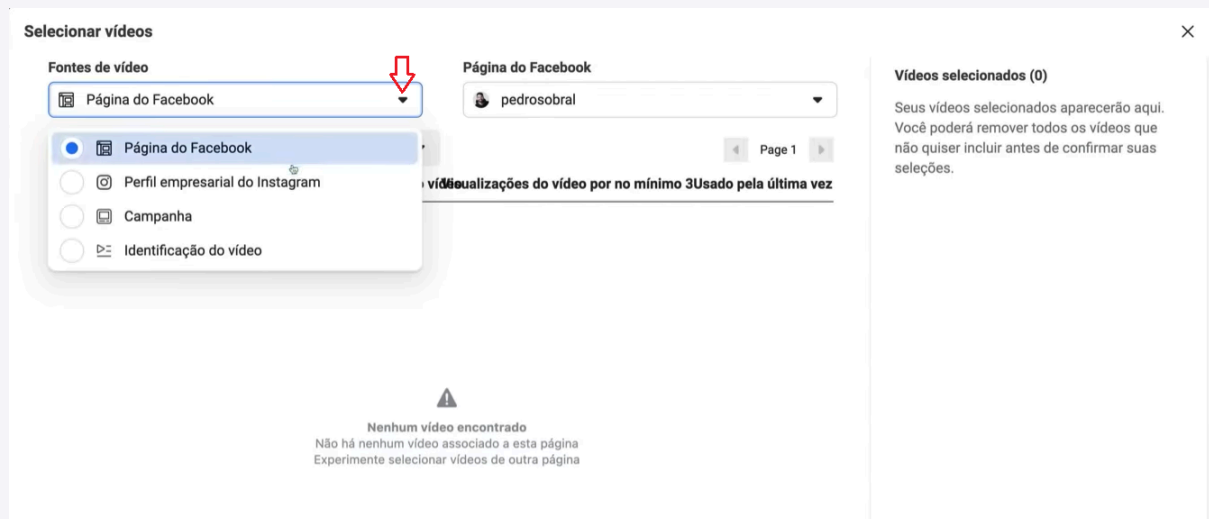 Selecionar vídeos
Fontes de vídeo
Página do Facebook
Página do Facebook
pedrosobral
Página do Facebook
Perfil empresarial do Instagram
Campanha
Identificação do vídeo
Page 1
Visualizações do vídeo por no mínimo 3
Usado pela última vez
Nenhum vídeo encontrado
Não há nenhum vídeo associado a esta página
Experimente selecionar vídeos de outra página
Vídeos selecionados (0)
Seus vídeos selecionados aparecerão aqui.
Você poderá remover todos os vídeos que
não quiser incluir antes de confirmar suas
seleções.